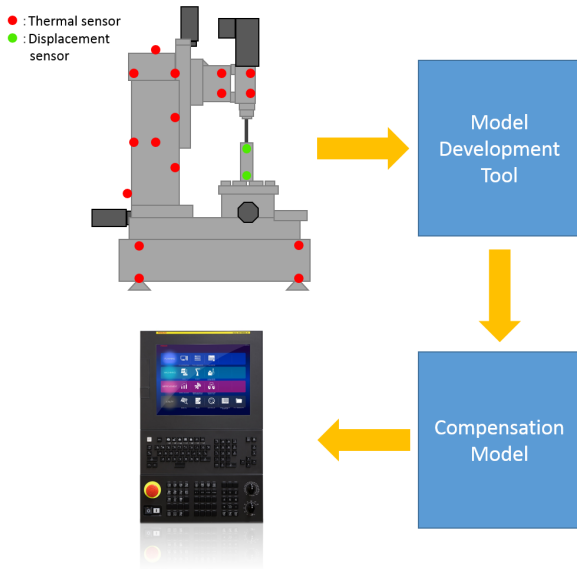 : Thermal sensor
: Displacement
sensor
Model
Development
Tool
Compensation
Model